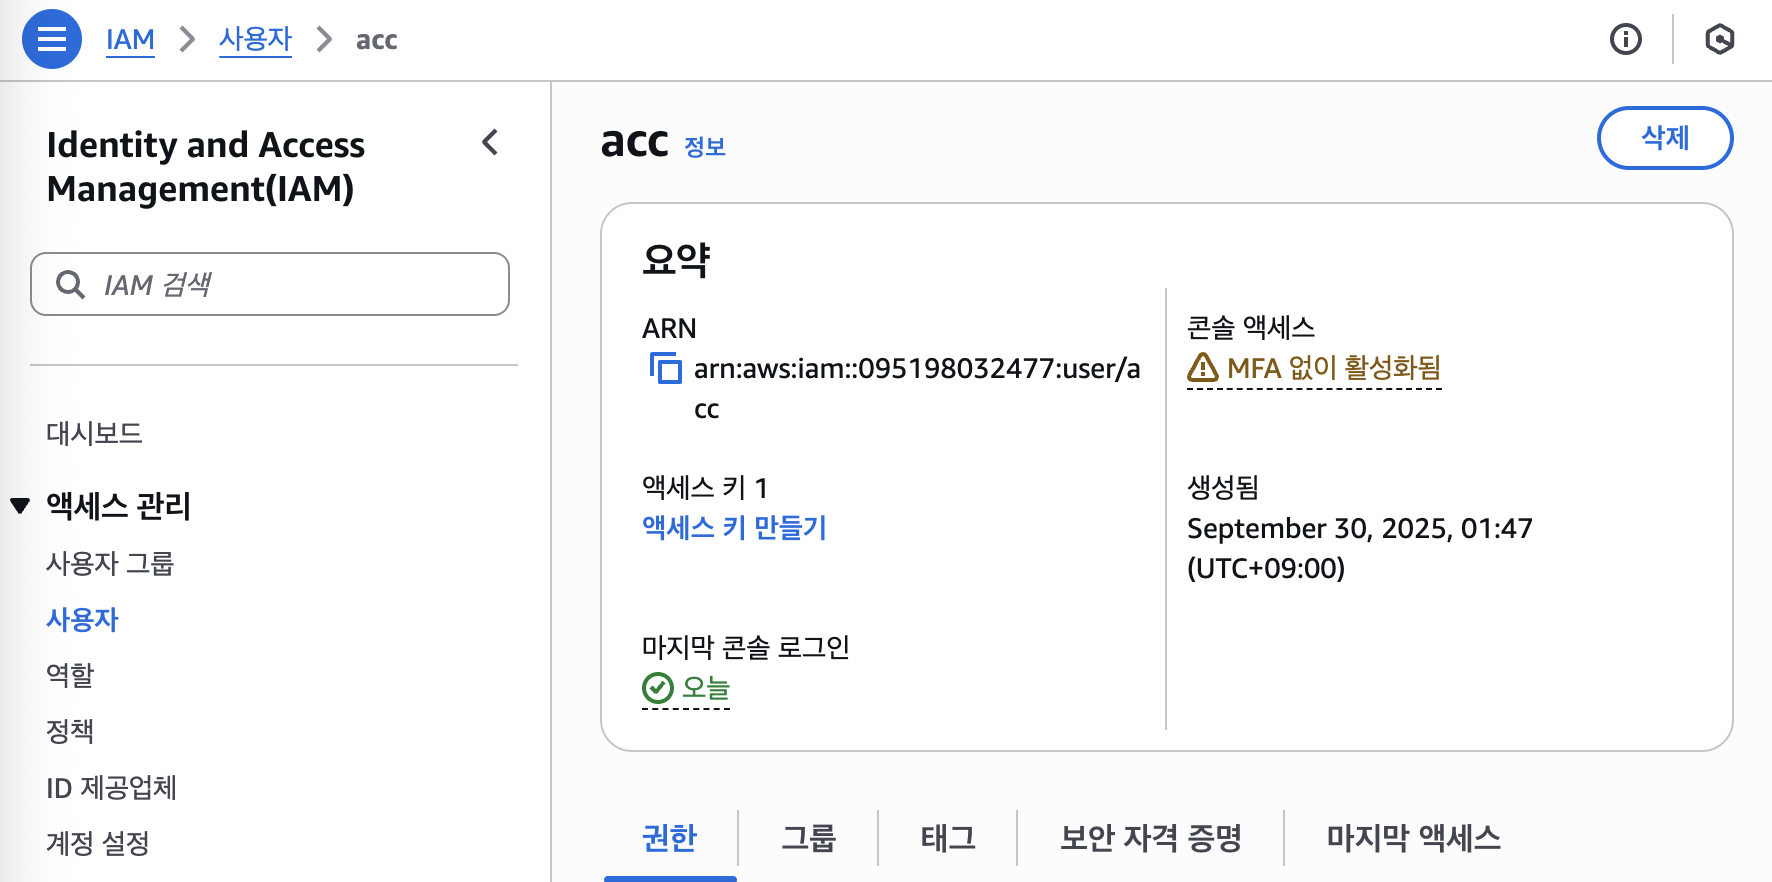 IAM > 사용자 > acc
Identity and Access
Management(IAM)
IAM 검색
대시보드
액세스 관리
사용자 그룹
사용자
역할
정책
ID 제공업체
계정 설정
acc 정보
삭제
요약
ARN
arn:aws:iam::095198032477:user/a
cc
액세스 키 1
액세스 키 만들기
마지막 콘솔 로그인
오늘
콘솔 액세스
MFA 없이 활성화됨
생성됨
September 30, 2025, 01:47
(UTC+09:00)
권한
그룹
태그
보안 자격 증명
마지막 액세스